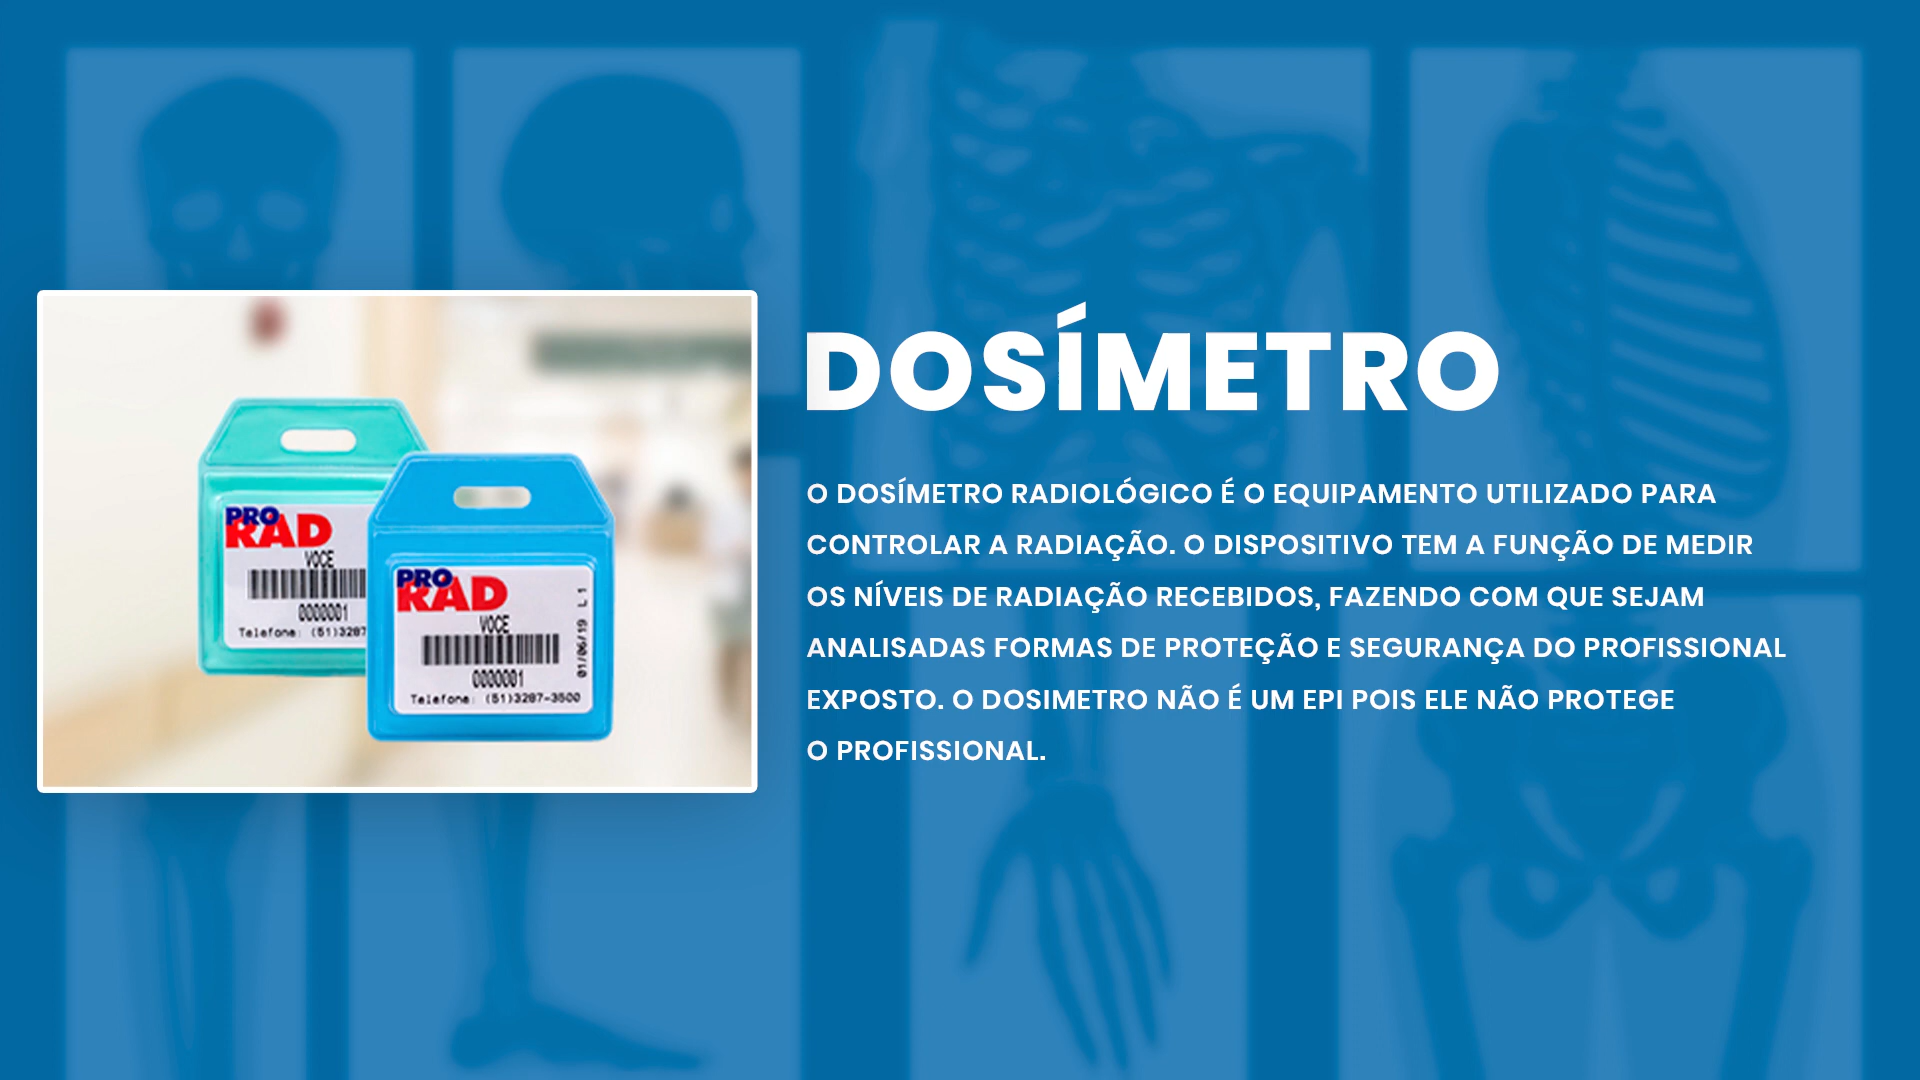 DOSÍMETRO
O DOSÍMETRO RADIOLÓGICO É O EQUIPAMENTO UTILIZADO PARA
CONTROLAR A RADIAÇÃO. O DISPOSITIVO TEM A FUNÇÃO DE MEDIR
OS NÍVEIS DE RADIAÇÃO RECEBIDOS, FAZENDO COM QUE SEJAM
ANALISADAS FORMAS DE PROTEÇÃO E SEGURANÇA DO PROFISSIONAL
EXPOSTO. O DOSIMETRO NÃO É UM EPI POIS ELE NÃO PROTEGE
O PROFISSIONAL.
PRO
RAD
VOCE
0000001
Telefone: (51)3287
PRO
RAD
VOCE
0000001
Telefone: (51)3287-3500
01/06/19 L1